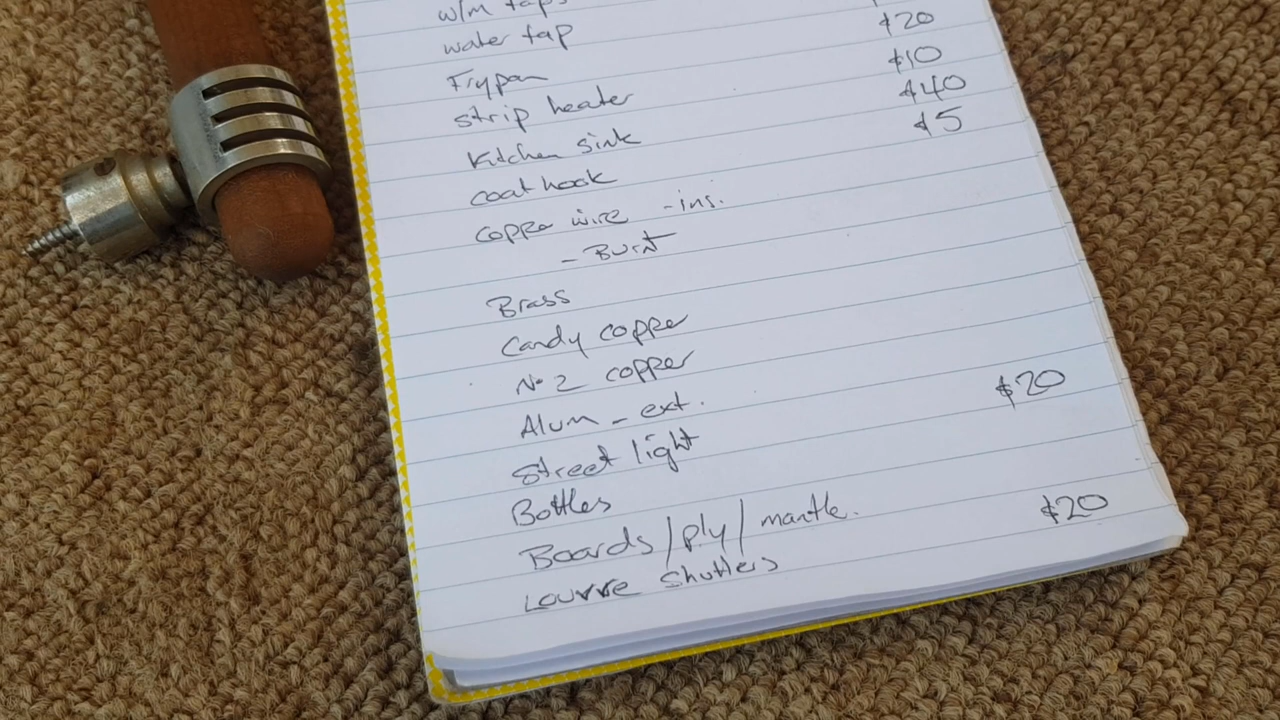 w/m taps
water tap
Frypan $20
strip heater $10
Kitchen sink $40
coat hook $5
copper wire - ins.
- Burnt
Brass
Candy copper
No 2 copper
Alum - ext.
Street light $20
Bottles
Boards/ply/mantle.
Louvre shutters $20